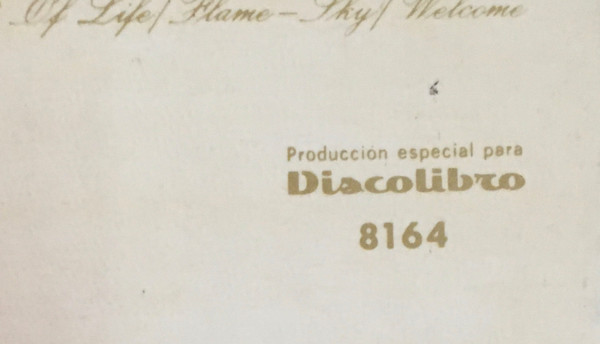 Of Life/ Flame-Sky/ Welcome
Producción especial para
Discolibro
8164